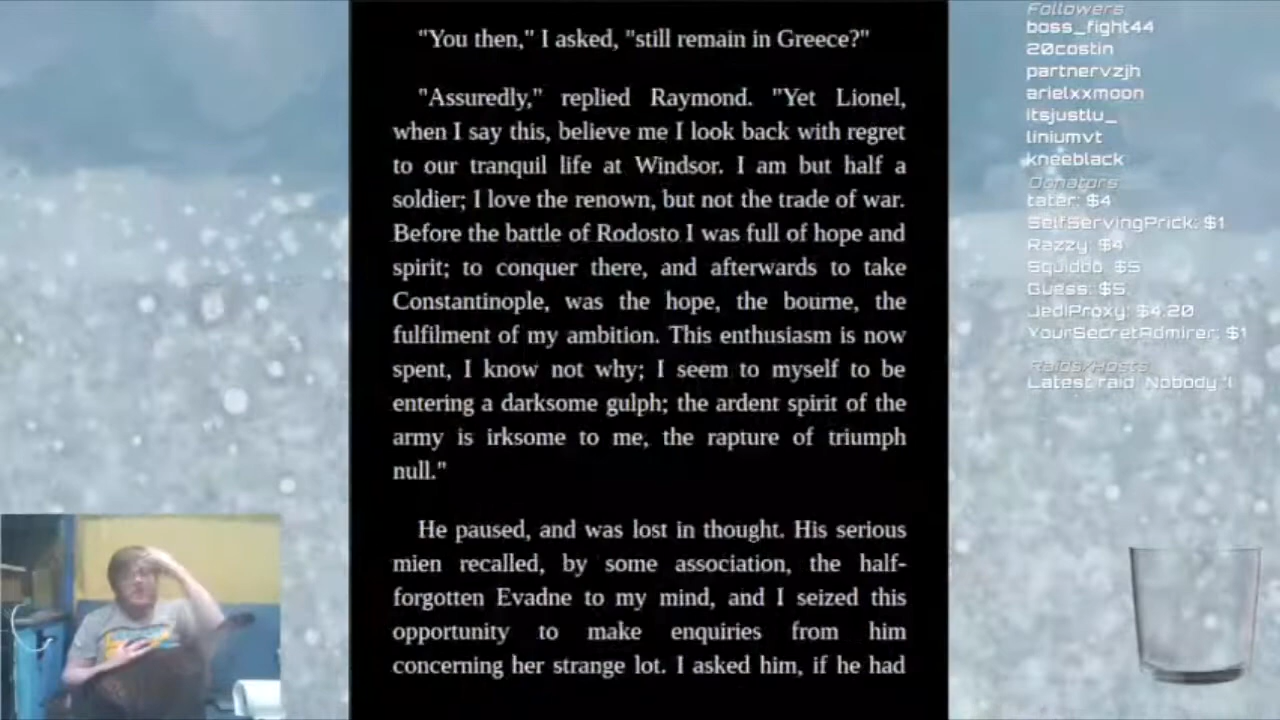 "You then," I asked, "still remain in Greece?"
"Assuredly," replied Raymond. "Yet Lionel,
when I say this, believe me I look back with regret
to our tranquil life at Windsor. I am but half a
soldier; I love the renown, but not the trade of war.
Before the battle of Rodosto I was full of hope and
spirit; to conquer there, and afterwards to take
Constantinople, was the hope, the bourne, the
fulfilment of my ambition. This enthusiasm is now
spent, I know not why; I seem to myself to be
entering a darksome gulph; the ardent spirit of the
army is irksome to me, the rapture of triumph
null."
He paused, and was lost in thought. His serious
mien recalled, by some association, the half-
forgotten Evadne to my mind, and I seized this
opportunity to make enquiries from him
concerning her strange lot. I asked him, if he had
Followers
boss_fight44
20costin
partnervzjh
arielxxmoon
itsjustlu_
liniumvt
kneeblack
Donators
tater: $4
SelfServingPrick: $1
Razzy: $4
Squidoo: $5
Guess: $5
JediProxy: $4.20
YourSecretAdmirer: $1
Raids/Hosts
Latest raid: Nobody